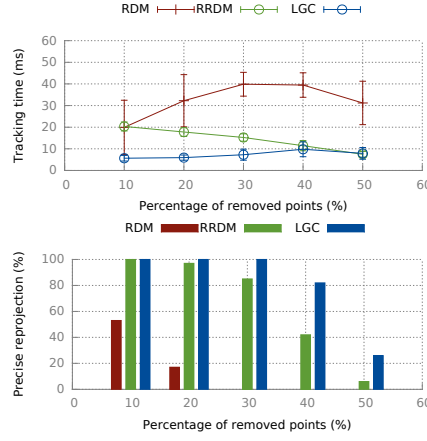 RDM RRDM LGC
60
50
40
30
20
10
0
Tracking time (ms)
0 10 20 30 40 50 60
Percentage of removed points (%)
RDM RRDM LGC
100
80
60
40
20
0
Precise reprojection (%)
0 10 20 30 40 50 60
Percentage of removed points (%)